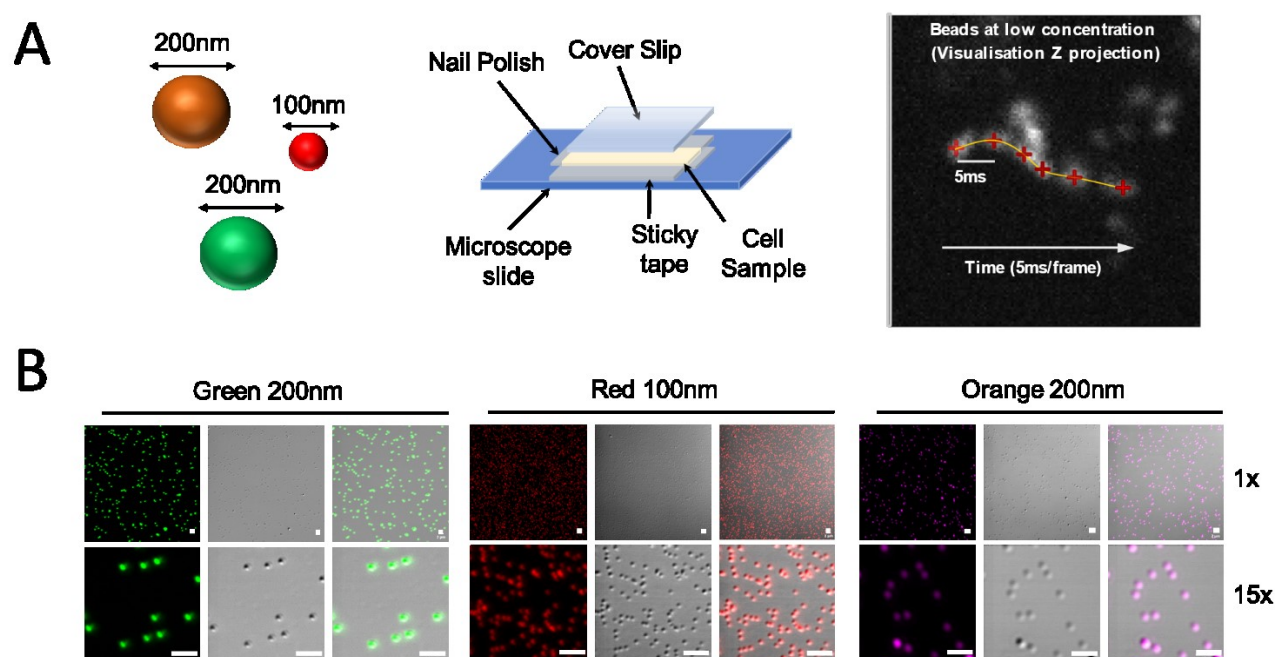 A
200nm
100nm
200nm
Nail Polish
Cover Slip
Microscope
slide
Sticky
tape
Cell
Sample
Beads at low concentration
(Visualisation Z projection)
5ms
Time (5ms/frame)
B
Green 200nm
Red 100nm
Orange 200nm
1x
15x